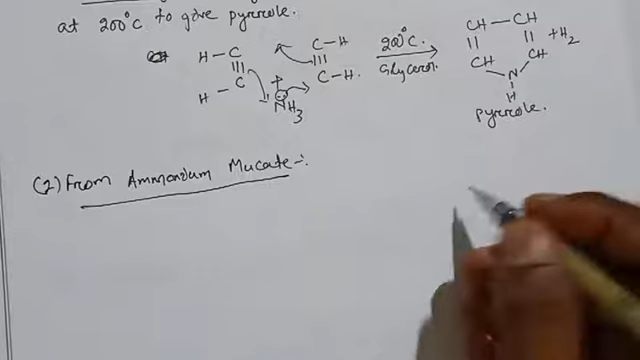 at 200°C to give pyrrole.
H - C C - H 200°C. CH - CH
||| ||| Glycerol. || || + H2
H - C + C - H. CH CH
NH3 N
H
pyrrole.
(2) From Ammonium Mucate -: